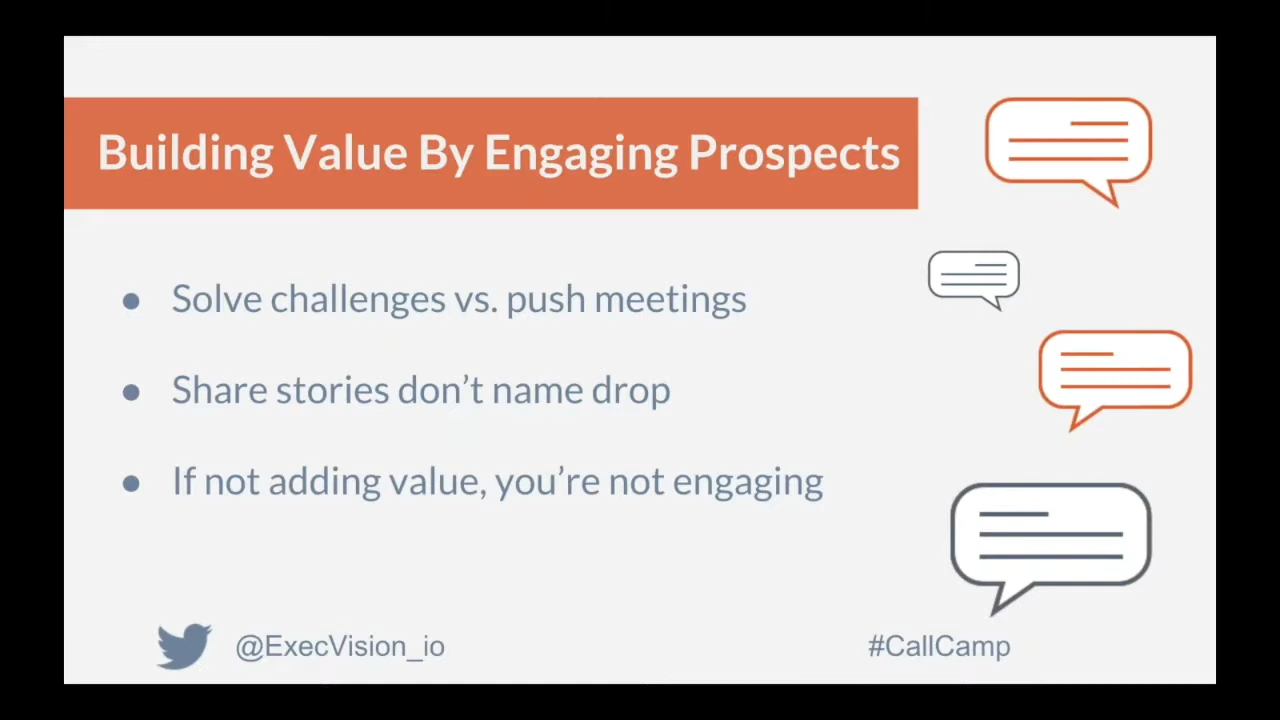 Building Value By Engaging Prospects
● Solve challenges vs. push meetings
● Share stories don't name drop
● If not adding value, you're not engaging
@ExecVision_io
#CallCamp